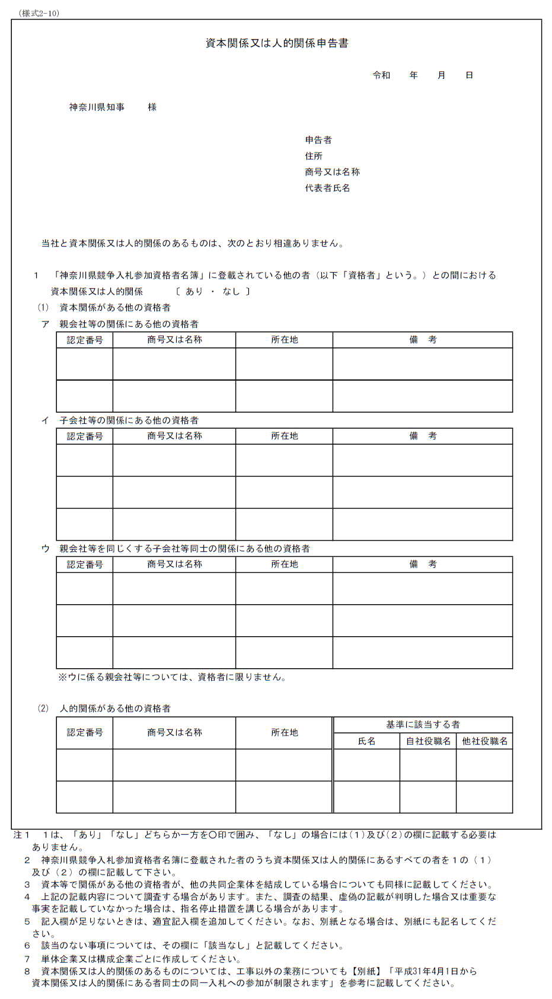 (様式2-10)
資本関係又は人的関係申告書
令和　　年　　月　　日
神奈川県知事　　様
申告者
住所
商号又は名称
代表者氏名
当社と資本関係又は人的関係のあるものは、次のとおり相違ありません。
１　「神奈川県競争入札参加資格者名簿」に登載されている他の者（以下「資格者」という。）との間における
資本関係又は人的関係　　　〔 あり ・ なし 〕
(1)　資本関係がある他の資格者
ア　親会社等の関係にある他の資格者
認定番号　商号又は名称　所在地　備　考
イ　子会社等の関係にある他の資格者
認定番号　商号又は名称　所在地　備　考
ウ　親会社等を同じくする子会社等同士の関係にある他の資格者
認定番号　商号又は名称　所在地　備　考
※ウに係る親会社等については、資格者に限りません。
(2)　人的関係がある他の資格者
認定番号　商号又は名称　所在地　基準に該当する者
氏名　自社役職名　他社役職名
注１　１は、「あり」「なし」どちらか一方を〇印で囲み、「なし」の場合には(１)及び(２)の欄に記載する必要は
ありません。
２　神奈川県競争入札参加資格者名簿に登載された者のうち資本関係又は人的関係にあるすべての者を１の（１）
及び（２）の欄に記載して下さい。
３　資本等で関係がある他の資格者が、他の共同企業体を結成している場合についても同様に記載してください。
４　上記の記載内容について調査する場合があります。また、調査の結果、虚偽の記載が判明した場合又は重要な
事実を記載していなかった場合は、指名停止措置を講じる場合があります。
５　記入欄が足りないときは、適宜記入欄を追加してください。なお、別紙となる場合は、別紙にも記名してくだ
さい。
６　該当のない事項については、その欄に「該当なし」と記載してください。
７　単体企業又は構成企業ごとに作成してください。
８　資本関係又は人的関係のあるものについては、工事以外の業務についても【別紙】「平成31年4月1日から
資本関係又は人的関係にある者同士の同一入札への参加が制限されます」を参考に記載してください。